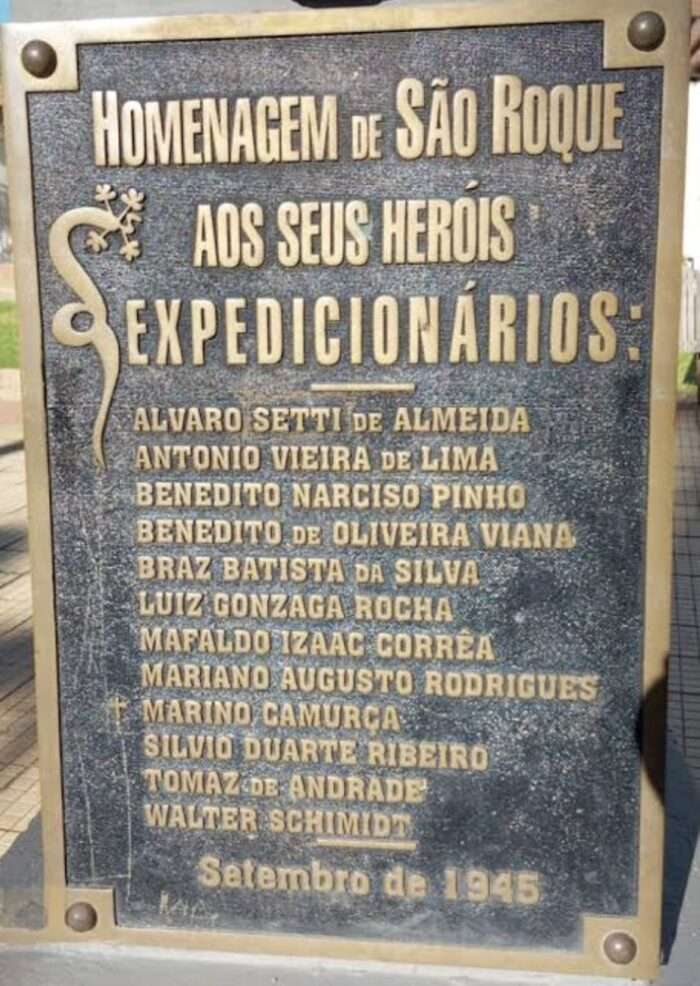 HOMENAGEM DE SÃO ROQUE
AOS SEUS HERÓIS
EXPEDICIONÁRIOS:
ALVARO SETTI DE ALMEIDA
ANTONIO VIEIRA DE LIMA
BENEDITO NARCISO PINHO
BENEDITO DE OLIVEIRA VIANA
BRAZ BATISTA DA SILVA
LUIZ GONZAGA ROCHA
MAFALDO IZAAC CORRÊA
MARIANO AUGUSTO RODRIGUES
MARINO CAMURÇA
SILVIO DUARTE RIBEIRO
TOMAZ DE ANDRADE
WALTER SCHIMIDT
Setembro de 1945